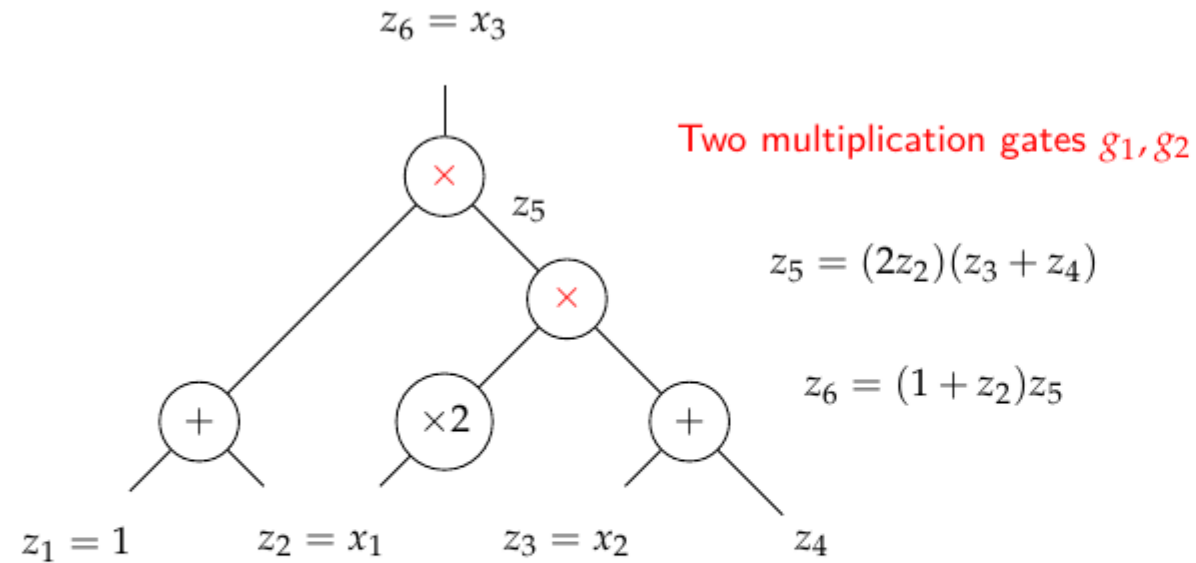 z₆ = x₃
Two multiplication gates g₁, g₂
×
z₅
z₅ = (2z₂)(z₃ + z₄)
×
z₆ = (1 + z₂)z₅
+
×2
+
z₁ = 1
z₂ = x₁
z₃ = x₂
z₄